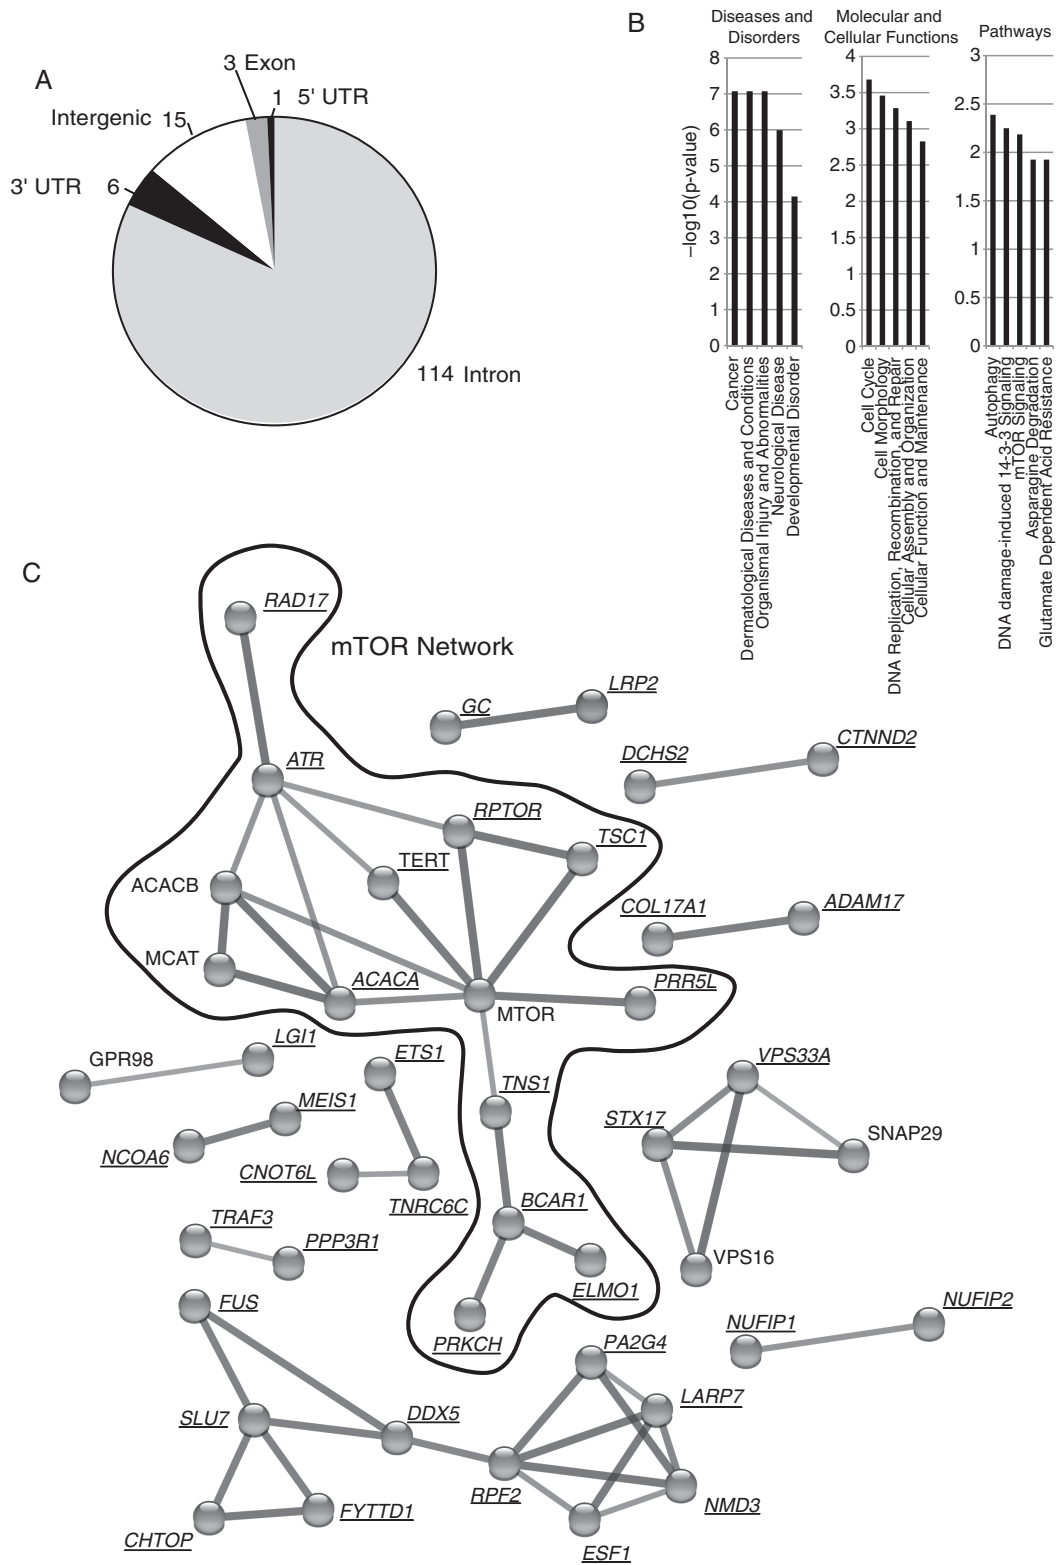 A
3 Exon
1 5' UTR
Intergenic 15
3' UTR 6
114 Intron
B
Diseases and
Disorders
8
7
6
5
4
3
2
1
0
−log10(p-value)
Cancer
Dermatological Diseases and Conditions
Organismal Injury and Abnormalities
Neurological Disease
Developmental Disorder
Molecular and
Cellular Functions
4
3.5
3
2.5
2
1.5
1
0.5
0
Cell Cycle
Cell Morphology
DNA Replication, Recombination, and Repair
Cellular Assembly and Organization
Cellular Function and Maintenance
Pathways
3
2.5
2
1.5
1
0.5
0
Autophagy
DNA damage-induced 14-3-3 Signaling
mTOR Signaling
Asparagine Degradation
Glutamate Dependent Acid Resistance
C
RAD17
mTOR Network
GC
LRP2
DCHS2
CTNND2
ATR
RPTOR
TSC1
TERT
ACACB
COL17A1
ADAM17
MCAT
ACACA
MTOR
PRR5L
GPR98
LGI1
ETS1
TNS1
VPS33A
MEIS1
STX17
SNAP29
NCOA6
CNOT6L
TNRC6C
BCAR1
TRAF3
PPP3R1
VPS16
ELMO1
FUS
PRKCH
NUFIP1
NUFIP2
PA2G4
LARP7
SLU7
DDX5
RPF2
NMD3
CHTOP
FYTTD1
ESF1